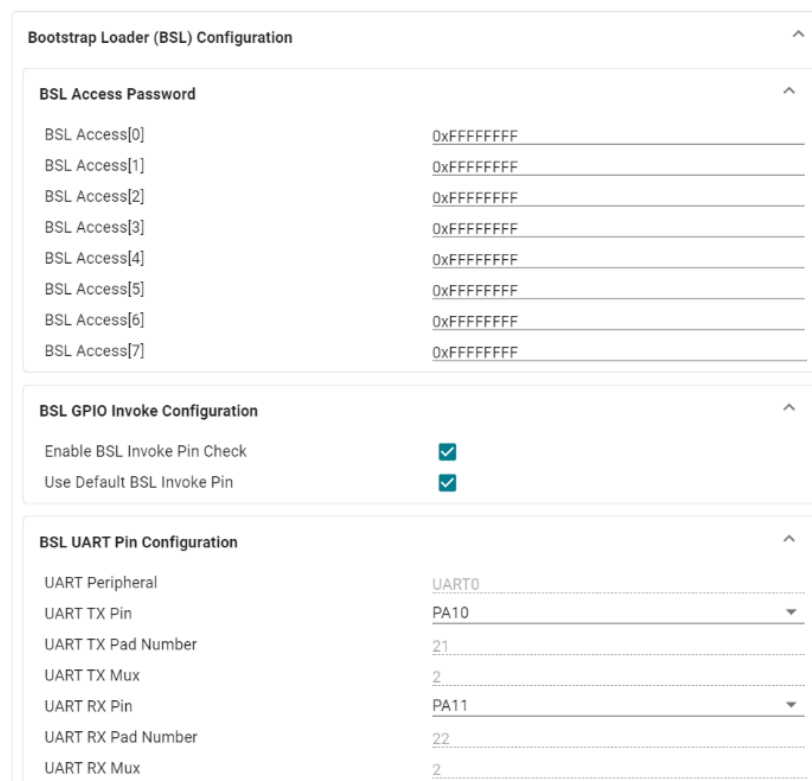 Bootstrap Loader (BSL) Configuration
BSL Access Password
BSL Access[0] 0xFFFFFFFF
BSL Access[1] 0xFFFFFFFF
BSL Access[2] 0xFFFFFFFF
BSL Access[3] 0xFFFFFFFF
BSL Access[4] 0xFFFFFFFF
BSL Access[5] 0xFFFFFFFF
BSL Access[6] 0xFFFFFFFF
BSL Access[7] 0xFFFFFFFF
BSL GPIO Invoke Configuration
Enable BSL Invoke Pin Check
Use Default BSL Invoke Pin
BSL UART Pin Configuration
UART Peripheral UART0
UART TX Pin PA10
UART TX Pad Number 21
UART TX Mux 2
UART RX Pin PA11
UART RX Pad Number 22
UART RX Mux 2